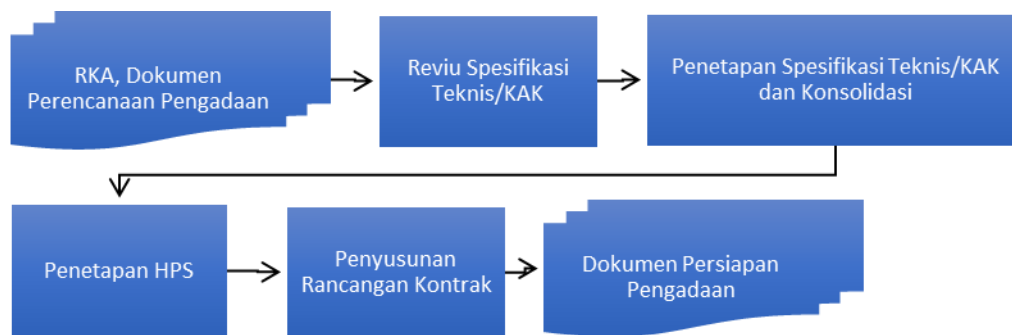 RKA, Dokumen
Perencanaan Pengadaan
Reviu Spesifikasi
Teknis/KAK
Penetapan Spesifikasi Teknis/KAK
dan Konsolidasi
Penetapan HPS
Penyusunan
Rancangan Kontrak
Dokumen Persiapan
Pengadaan